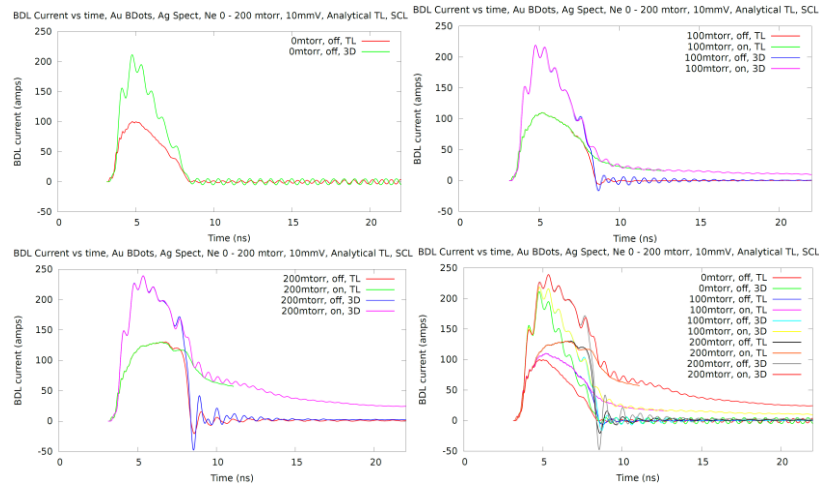 BDL Current vs time, Au BDots, Ag Spect, Ne 0 - 200 mtorr, 10mmV, Analytical TL, SCL
0mtorr, off, TL
0mtorr, off, 3D
BDL current (amps)
250
200
150
100
50
0
-50
0
5
10
15
20
Time (ns)
BDL Current vs time, Au BDots, Ag Spect, Ne 0 - 200 mtorr, 10mmV, Analytical TL, SCL
100mtorr, off, TL
100mtorr, on, TL
100mtorr, off, 3D
100mtorr, on, 3D
BDL current (amps)
250
200
150
100
50
0
-50
0
5
10
15
20
Time (ns)
BDL Current vs time, Au BDots, Ag Spect, Ne 0 - 200 mtorr, 10mmV, Analytical TL, SCL
200mtorr, off, TL
200mtorr, on, TL
200mtorr, off, 3D
200mtorr, on, 3D
BDL current (amps)
250
200
150
100
50
0
-50
0
5
10
15
20
Time (ns)
BDL Current vs time, Au BDots, Ag Spect, Ne 0 - 200 mtorr, 10mmV, Analytical TL, SCL
0mtorr, off, TL
0mtorr, off, 3D
100mtorr, off, TL
100mtorr, on, TL
100mtorr, off, 3D
100mtorr, on, 3D
200mtorr, off, TL
200mtorr, on, TL
200mtorr, off, 3D
200mtorr, on, 3D
BDL current (amps)
250
200
150
100
50
0
-50
0
5
10
15
20
Time (ns)